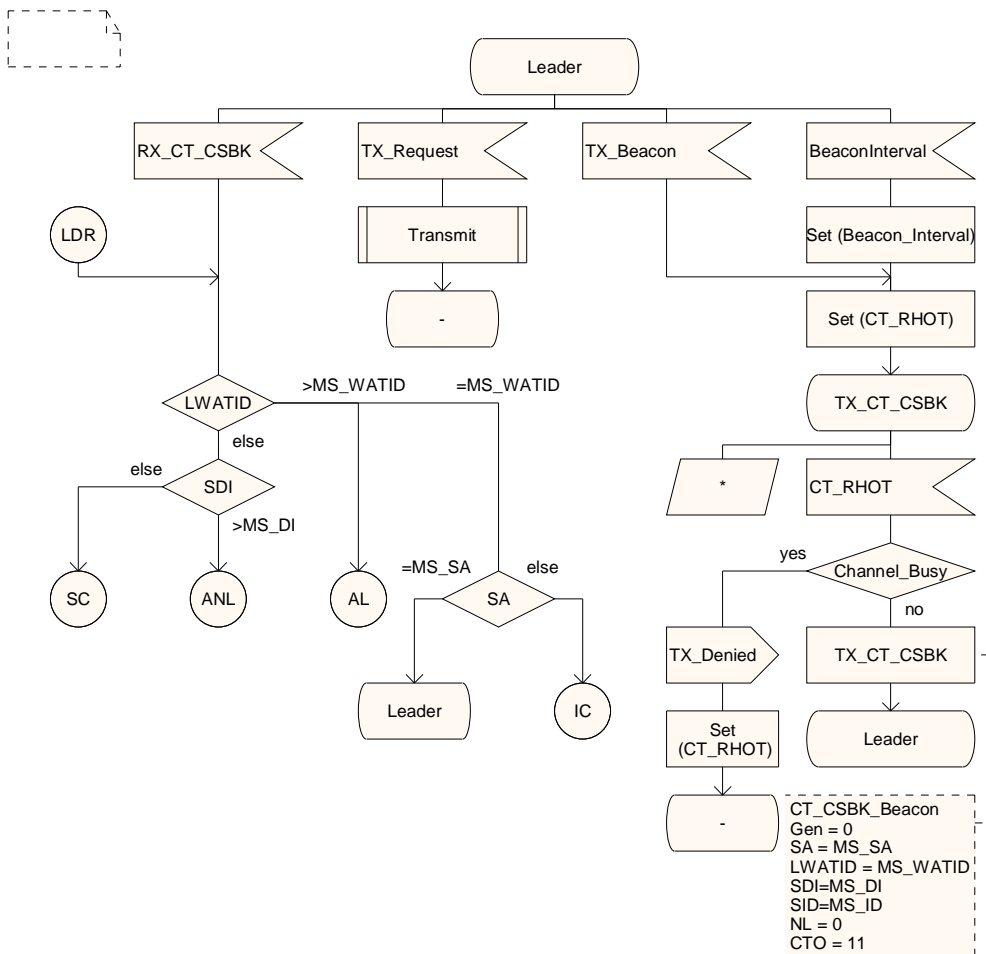 Leader
RX_CT_CSBK
TX_Request
TX_Beacon
BeaconInterval
LDR
Transmit
Set (Beacon_Interval)
-
Set (CT_RHOT)
LWATID
>MS_WATID
=MS_WATID
TX_CT_CSBK
else
else
SDI
>MS_DI
*
CT_RHOT
SC
ANL
AL
=MS_SA
SA
else
yes
Channel_Busy
no
TX_Denied
TX_CT_CSBK
Leader
IC
Set
(CT_RHOT)
Leader
-
CT_CSBK_Beacon
Gen = 0
SA = MS_SA
LWATID = MS_WATID
SDI=MS_DI
SID=MS_ID
NL = 0
CTO = 11